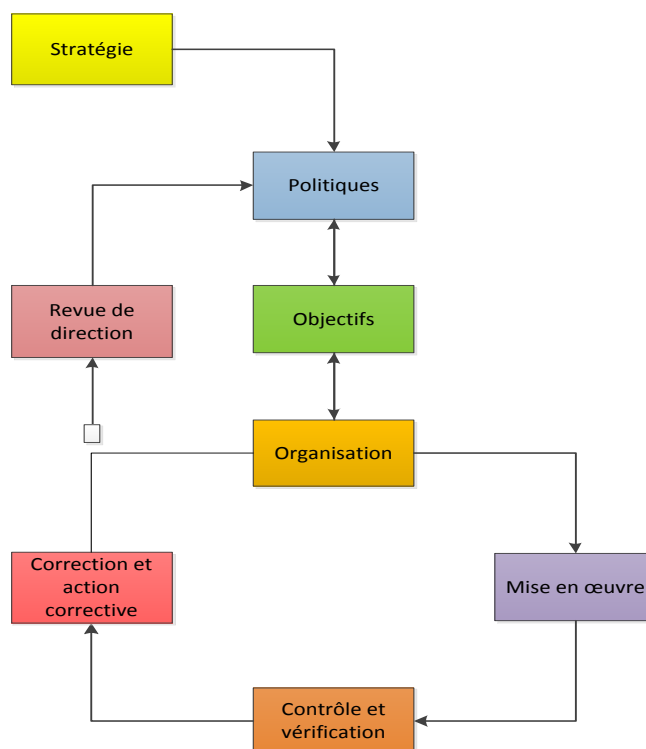 Stratégie
Politiques
Revue de
direction
Objectifs
Organisation
Correction et
action
corrective
Mise en œuvre
Contrôle et
vérification